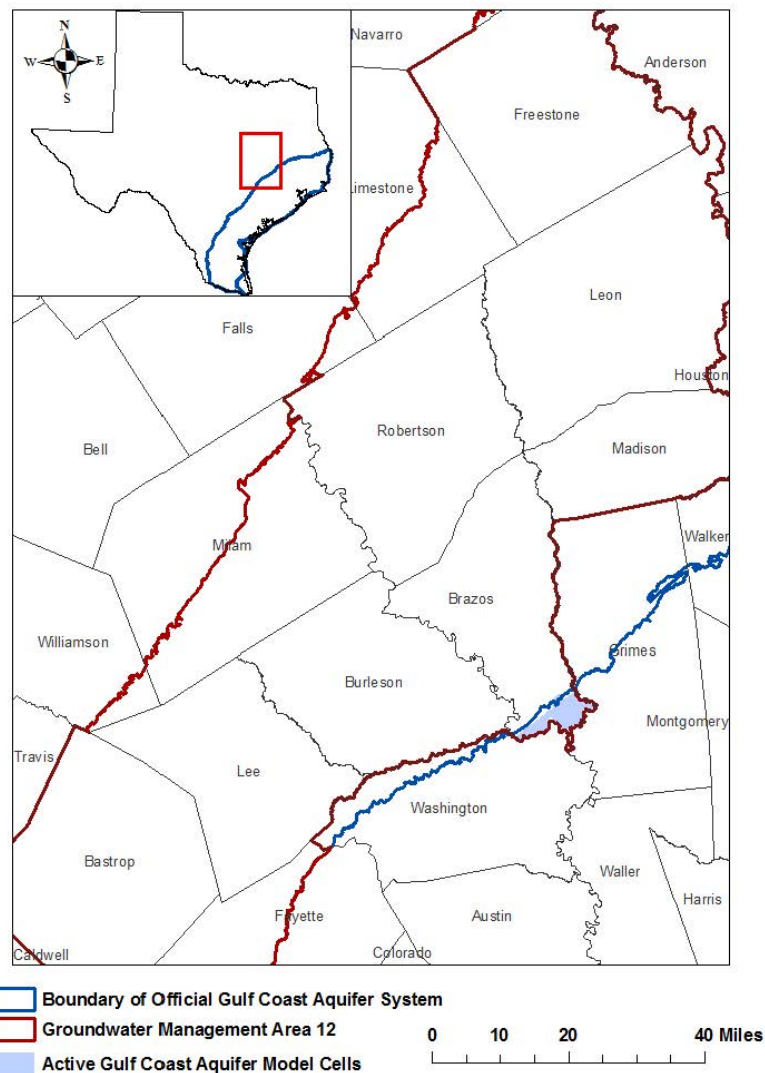 N
W E
S
Navarro
Anderson
Freestone
Limestone
Leon
Falls
Houston
Robertson
Madison
Bell
Milam
Walker
Brazos
Williamson
Grimes
Burleson
Montgomery
Travis
Lee
Washington
Bastrop
Waller
Harris
Fayette
Austin
Colorado
Caldwell
Boundary of Official Gulf Coast Aquifer System
Groundwater Management Area 12
0 10 20 40 Miles
Active Gulf Coast Aquifer Model Cells